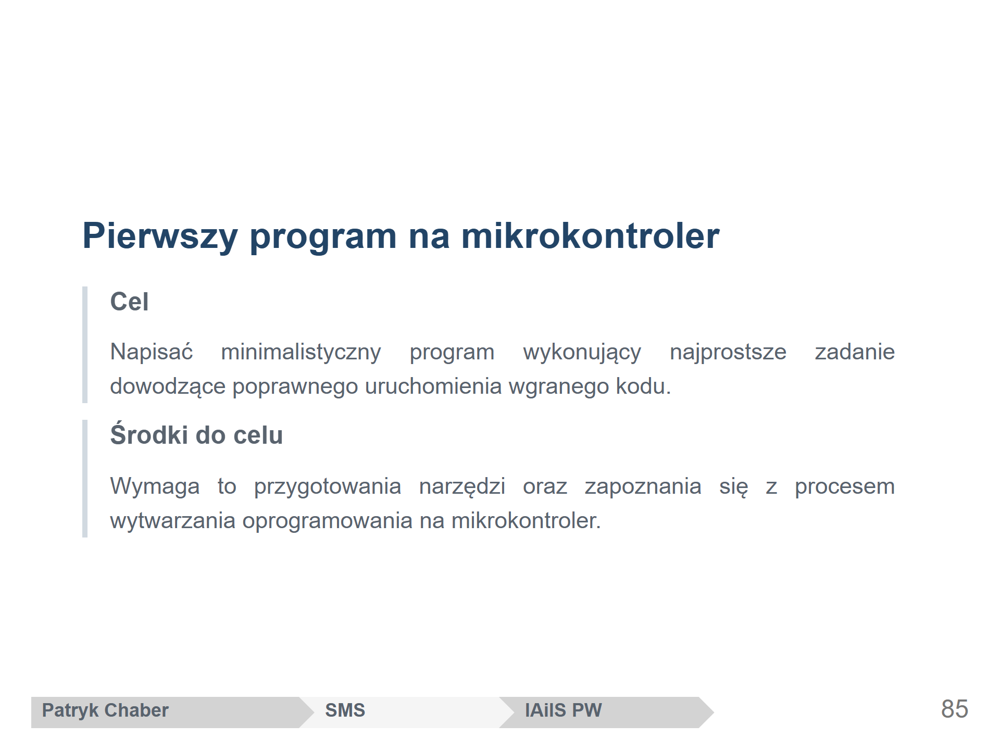 Pierwszy program na mikrokontroler
Cel
Napisać minimalistyczny program wykonujący najprostsze zadanie
dowodzące poprawnego uruchomienia wgranego kodu.
Środki do celu
Wymaga to przygotowania narzędzi oraz zapoznania się z procesem
wytwarzania oprogramowania na mikrokontroler.
Patryk Chaber
SMS
IAiIS PW
85